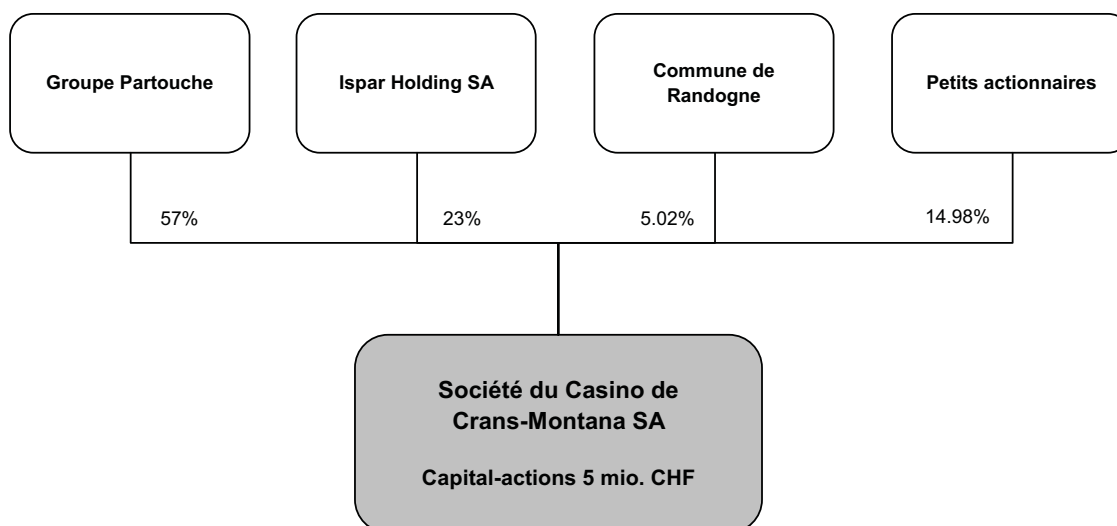 Groupe Partouche
Ispar Holding SA
Commune de
Randogne
Petits actionnaires
57%
23%
5.02%
14.98%
Société du Casino de
Crans-Montana SA
Capital-actions 5 mio. CHF